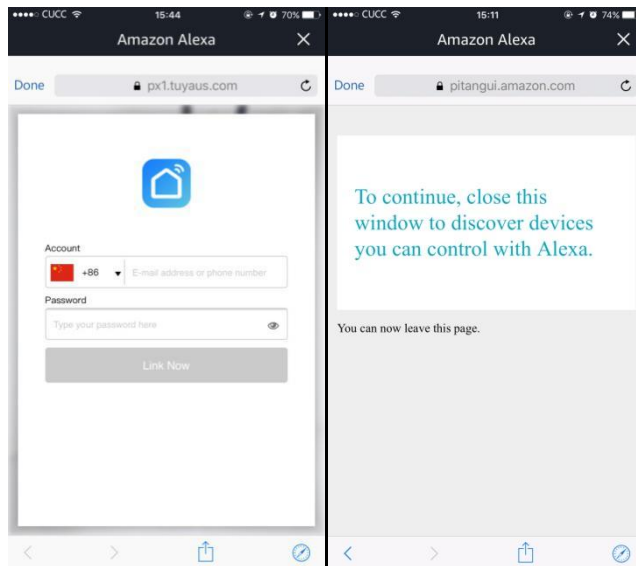 CUCC 15:44 70%
Amazon Alexa
Done px1.tuyaus.com
Account
+86 E-mail address or phone number
Password
Type your password here
Link Now
CUCC 15:11 74%
Amazon Alexa
Done pitangui.amazon.com
To continue, close this
window to discover devices
you can control with Alexa.
You can now leave this page.